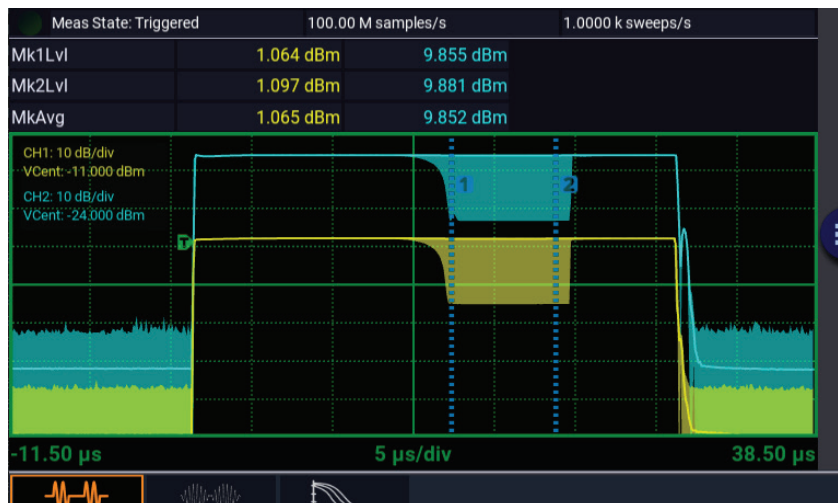 Meas State: Triggered 100.00 M samples/s 1.0000 k sweeps/s
Mk1Lvl 1.064 dBm 9.855 dBm
Mk2Lvl 1.097 dBm 9.881 dBm
MkAvg 1.065 dBm 9.852 dBm
CH1: 10 dB/div
VCent: -11.000 dBm
CH2: 10 dB/div
VCent: -24.000 dBm
1 2
T
-11.50 µs 5 µs/div 38.50 µs